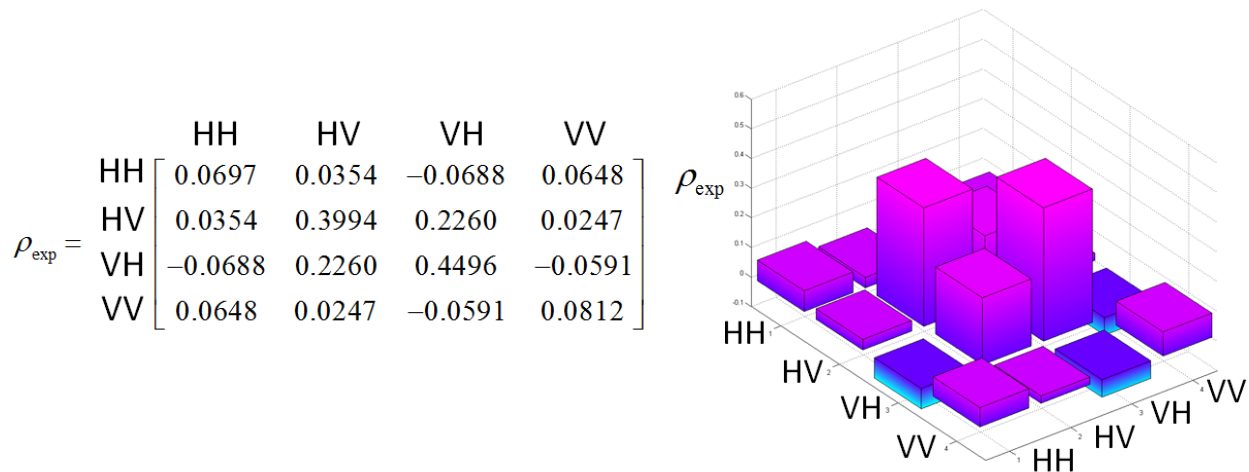 HH HV VH VV
ρexp = HH [ 0.0697 0.0354 −0.0688 0.0648 ]
HV [ 0.0354 0.3994 0.2260 0.0247 ]
VH [ −0.0688 0.2260 0.4496 −0.0591 ]
VV [ 0.0648 0.0247 −0.0591 0.0812 ]
ρexp
0.6
0.5
0.4
0.3
0.2
0.1
0
-0.1
HH 1
HV 2
VH 3
VV 4
1 HH
2 HV
3 VH
4 VV